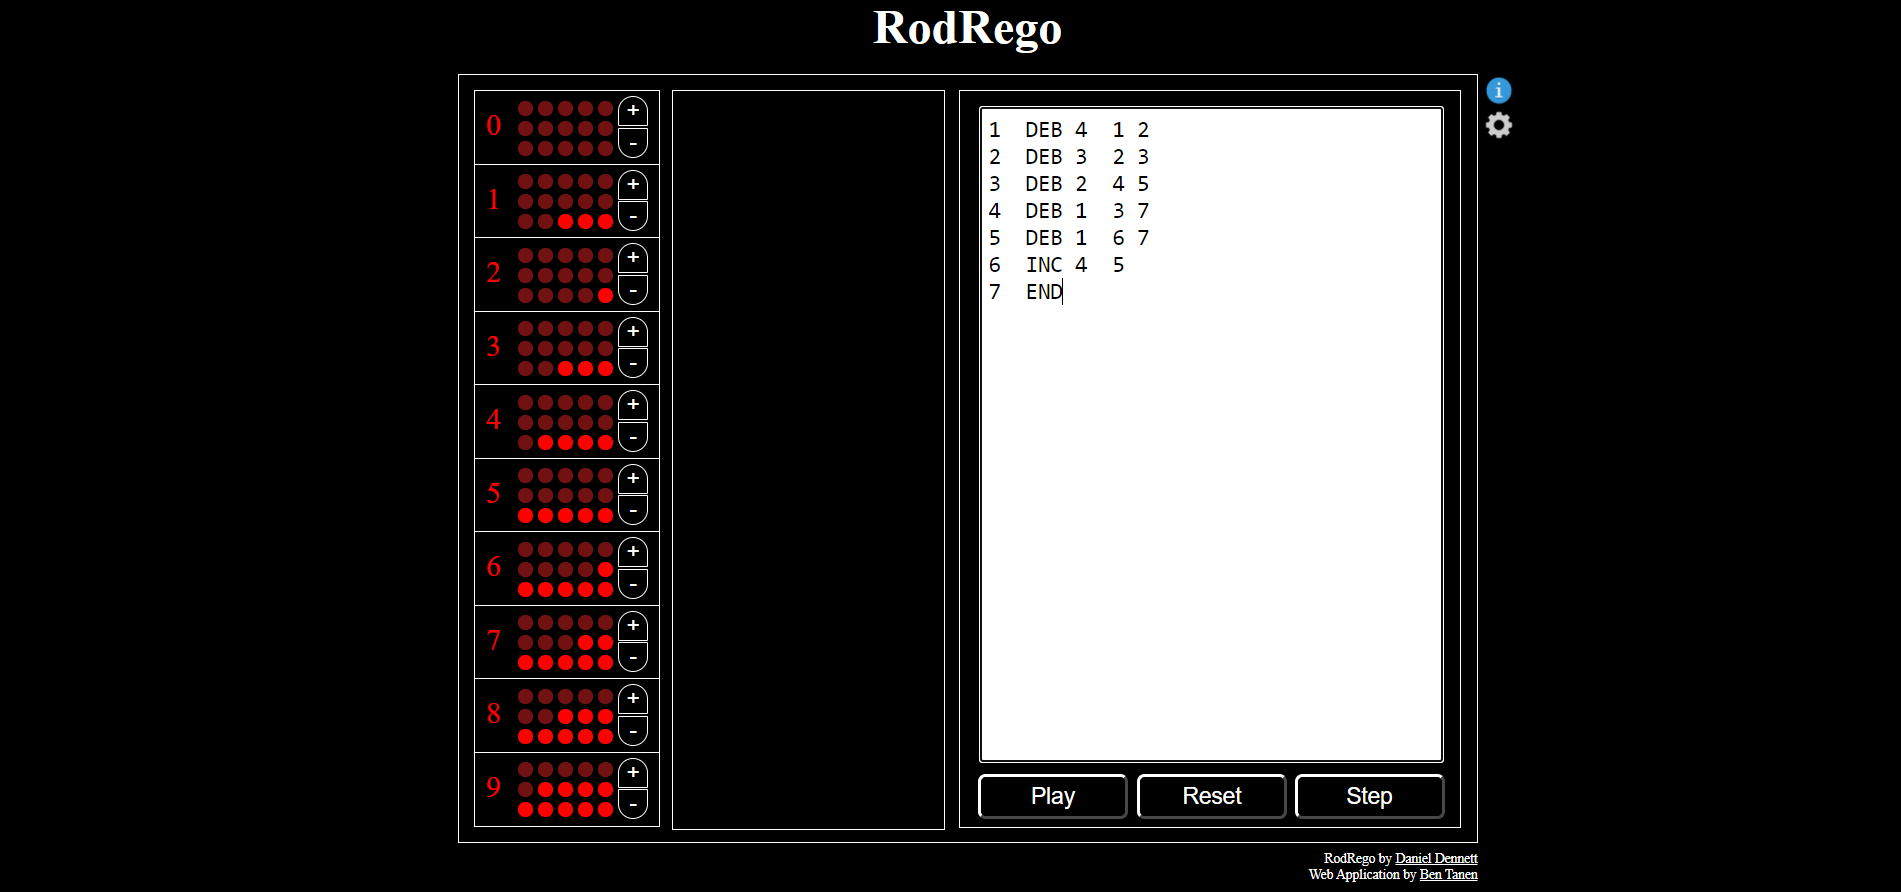 RodRego
0 + -
1 + -
2 + -
3 + -
4 + -
5 + -
6 + -
7 + -
8 + -
9 + -
i
1 DEB 4 1 2
2 DEB 3 2 3
3 DEB 2 4 5
4 DEB 1 3 7
5 DEB 1 6 7
6 INC 4 5
7 END
Play Reset Step
RodRego by Daniel Dennett
Web Application by Ben Tanen